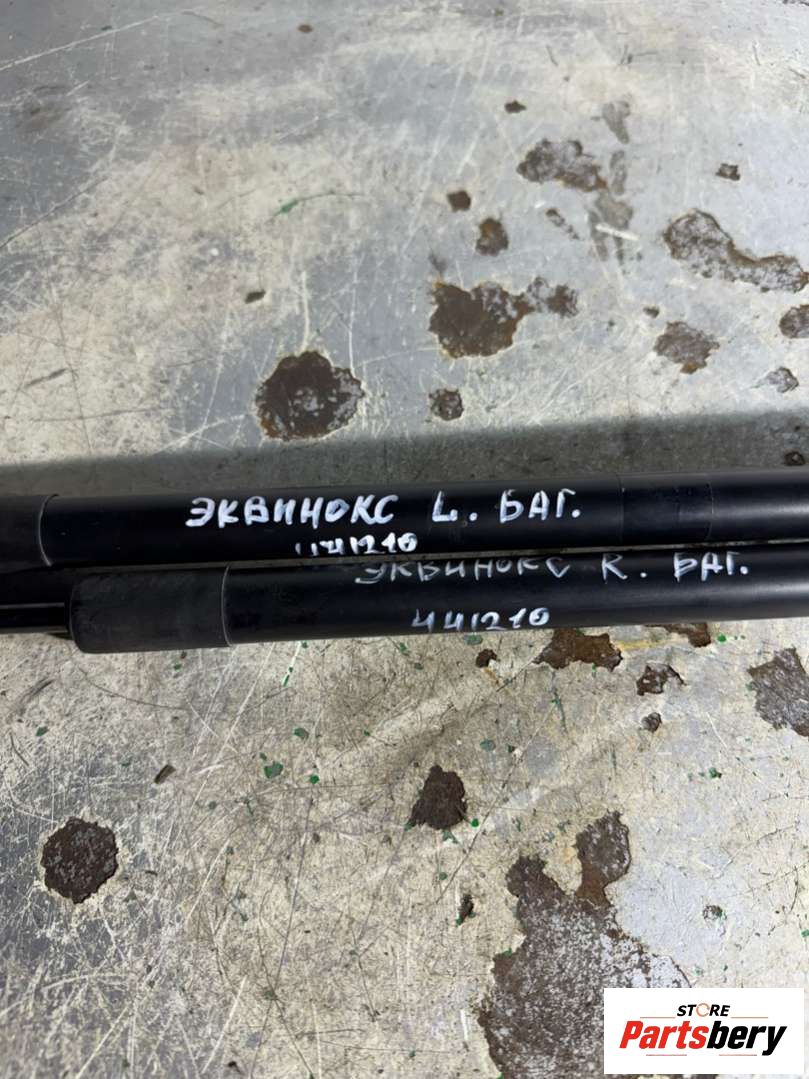 ЭКВИНОКС L. БАГ.
441210
ЭКВИНОКС R. БАГ.
441210
STORE
Partsbery